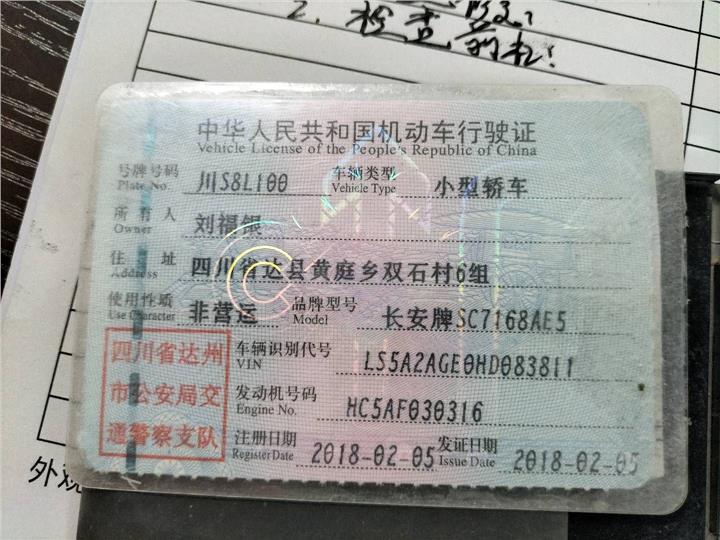 2. 检查
中华人民共和国机动车行驶证
Vehicle License of the People's Republic of China
号牌号码 川S8L100 车辆类型 小型轿车
Plate No. Vehicle Type
所有人 刘福银
Owner
住址 四川省达县黄庭乡双石村6组
Address
使用性质 非营运 品牌型号 长安牌SC7168AE5
Use Character Model
四川省达州
市公安局交
通警察支队
车辆识别代号 LS5A2AGE0HD083811
VIN
发动机号码 HC5AF030316
Engine No.
注册日期 2018-02-05 发证日期 2018-02-05
Register Date Issue Date
外观